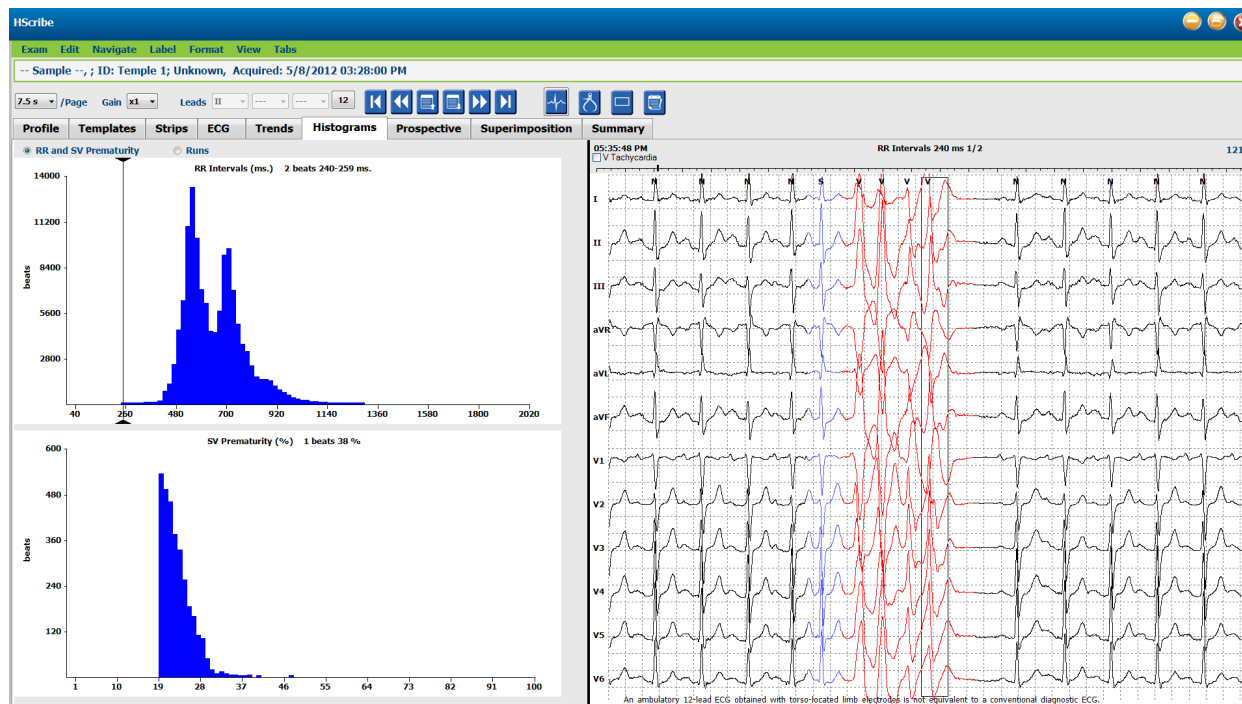 HScribe
Exam Edit Navigate Label Format View Tabs
-- Sample --, ; ID: Temple 1; Unknown, Acquired: 5/8/2012 03:28:00 PM
7.5 s /Page Gain x1 Leads II --- --- 12
Profile Templates Strips ECG Trends Histograms Prospective Superimposition Summary
RR and SV Prematurity Runs
RR Intervals (ms.) 2 beats 240-259 ms.
14000
11200
8400
5600
2800
beats
40 260 480 700 920 1140 1360 1580 1800 2020
SV Prematurity (%) 1 beats 38 %
600
480
360
240
120
beats
1 10 19 28 37 46 55 64 73 82 91 100
05:35:48 PM RR Intervals 240 ms 1/2 121
V Tachycardia
N N N N S V V V V N N N N N
I
II
III
aVR
aVL
aVF
V1
V2
V3
V4
V5
V6
An ambulatory 12-lead ECG obtained with torso-located limb electrodes is not equivalent to a conventional diagnostic ECG.